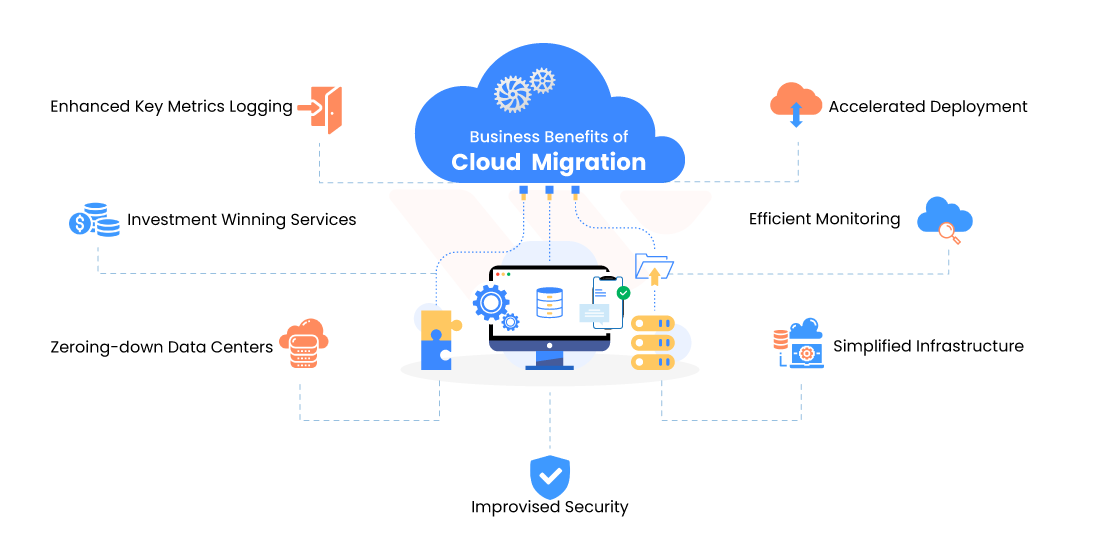 Business Benefits of
Cloud Migration
Enhanced Key Metrics Logging
Accelerated Deployment
Investment Winning Services
Efficient Monitoring
Zeroing-down Data Centers
Simplified Infrastructure
Improvised Security